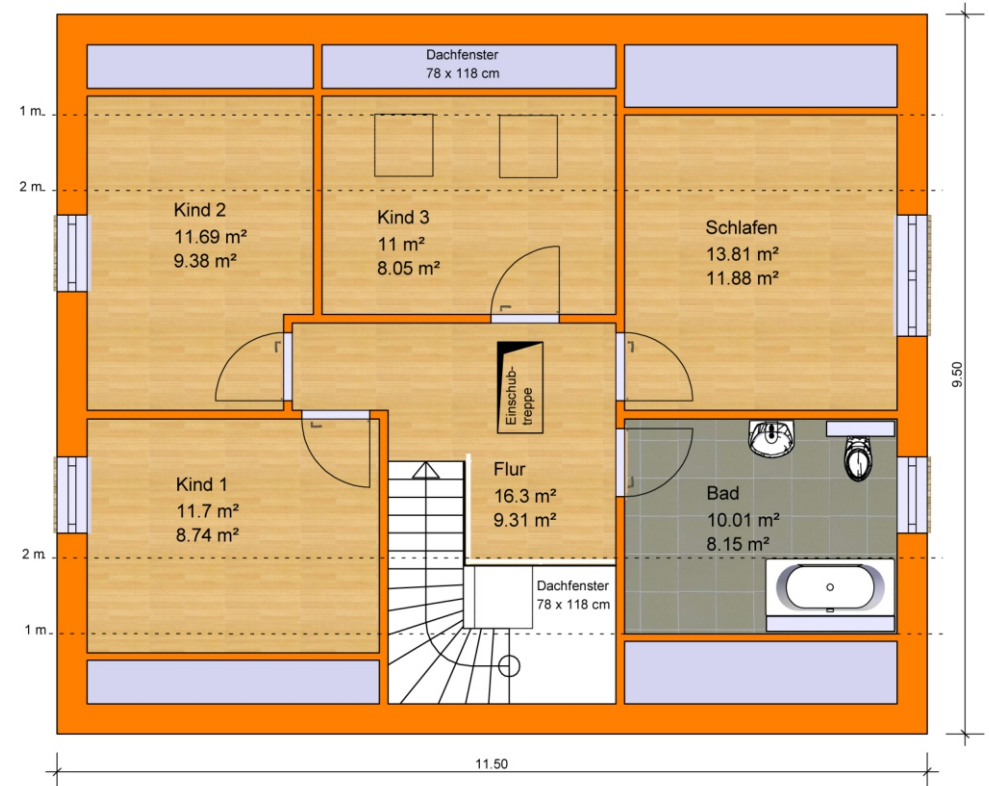 Dachfenster
78 x 118 cm
1 m
2 m
Kind 2
11.69 m²
9.38 m²
Kind 3
11 m²
8.05 m²
Schlafen
13.81 m²
11.88 m²
9.50
Einschub-
treppe
Kind 1
11.7 m²
8.74 m²
Flur
16.3 m²
9.31 m²
Bad
10.01 m²
8.15 m²
2 m
Dachfenster
78 x 118 cm
1 m
11.50